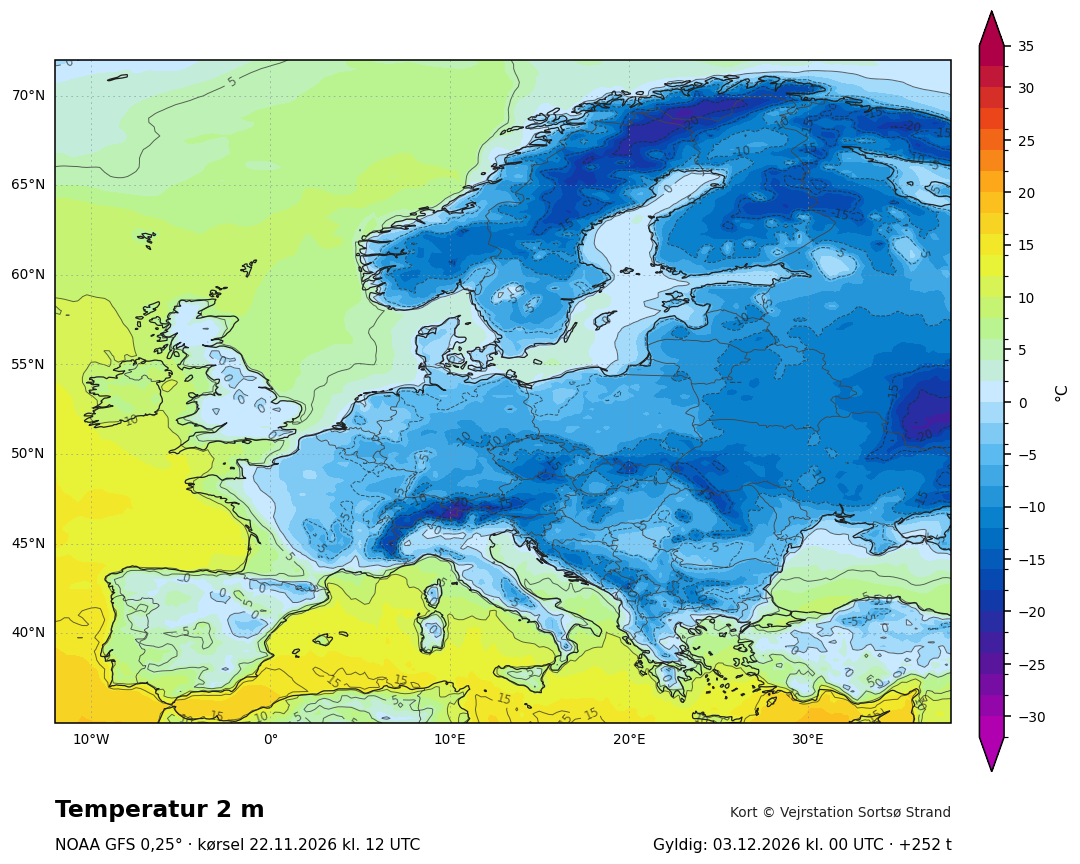 35
30
25
20
15
10
5
0
−5
−10
−15
−20
−25
−30
°C
70°N
65°N
60°N
55°N
50°N
45°N
40°N
10°W
0°
10°E
20°E
30°E
Temperatur 2 m
Kort © Vejrstation Sortsø Strand
NOAA GFS 0,25° · kørsel 22.11.2026 kl. 12 UTC
Gyldig: 03.12.2026 kl. 00 UTC · +252 t